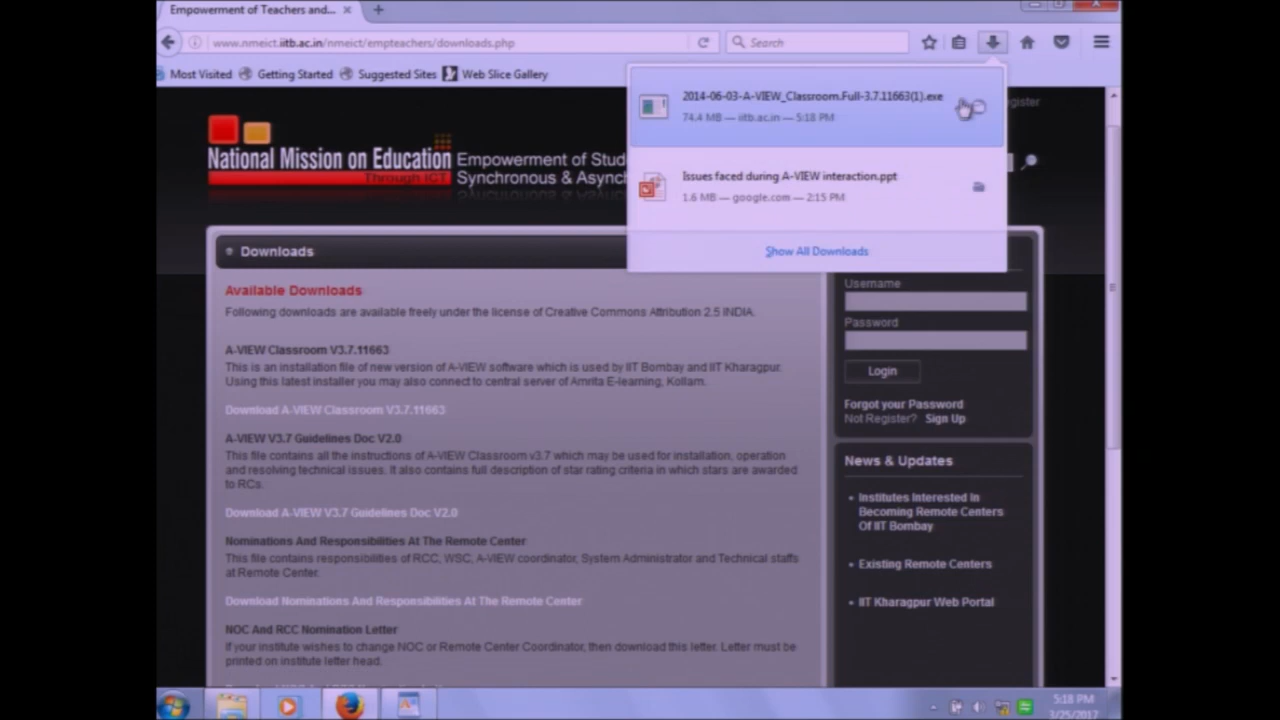 Empowerment of Teachers and...
www.nmeict.iitb.ac.in/nmeict/empteachers/downloads.php
Search
Most Visited
Getting Started
Suggested Sites
Web Slice Gallery
2014-06-03-A-VIEW_Classroom.Full-3.7.11663(1).exe
74.4 MB — iitb.ac.in — 5:18 PM
Issues faced during A-VIEW interaction.ppt
1.6 MB — google.com — 2:15 PM
Show All Downloads
National Mission on Education
Through ICT
Empowerment of Stud
Synchronous & Asynch
egister
Downloads
Available Downloads
Following downloads are available freely under the license of Creative Commons Attribution 2.5 INDIA.
A-VIEW Classroom V3.7.11663
This is an installation file of new version of A-VIEW software which is used by IIT Bombay and IIT Kharagpur.
Using this latest installer you may also connect to central server of Amrita E-learning, Kollam.
Download A-VIEW Classroom V3.7.11663
A-VIEW V3.7 Guidelines Doc V2.0
This file contains all the instructions of A-VIEW Classroom v3.7 which may be used for installation, operation
and resolving technical issues. It also contains full description of star rating criteria in which stars are awarded
to RCs.
Download A-VIEW V3.7 Guidelines Doc V2.0
Nominations And Responsibilities At The Remote Center
This file contains responsibilities of RCC, WSC, A-VIEW coordinator, System Administrator and Technical staffs
at Remote Center.
Download Nominations And Responsibilities At The Remote Center
NOC And RCC Nomination Letter
If your institute wishes to change NOC or Remote Center Coordinator, then download this letter. Letter must be
printed on institute letter head.
Username
Password
Login
Forgot your Password
Not Register? Sign Up
News & Updates
Institutes Interested In
Becoming Remote Centers
Of IIT Bombay
Existing Remote Centers
IIT Kharagpur Web Portal
5:18 PM
3/25/2017